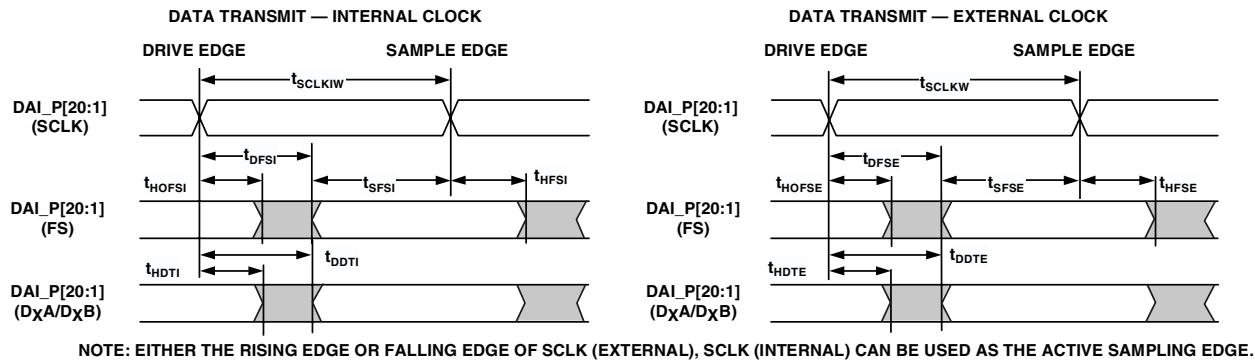 DATA TRANSMIT — INTERNAL CLOCK
DRIVE EDGE
SAMPLE EDGE
tSCLKIW
DAI_P[20:1]
(SCLK)
tDFSI
tHOFSI
tSFSI
tHFSI
DAI_P[20:1]
(FS)
tDDTI
tHDTI
DAI_P[20:1]
(DXA/DXB)
DATA TRANSMIT — EXTERNAL CLOCK
DRIVE EDGE
SAMPLE EDGE
tSCLKW
DAI_P[20:1]
(SCLK)
tDFSE
tHOFSE
tSFSE
tHFSE
DAI_P[20:1]
(FS)
tDDTE
tHDTE
DAI_P[20:1]
(DXA/DXB)
NOTE: EITHER THE RISING EDGE OR FALLING EDGE OF SCLK (EXTERNAL), SCLK (INTERNAL) CAN BE USED AS THE ACTIVE SAMPLING EDGE.